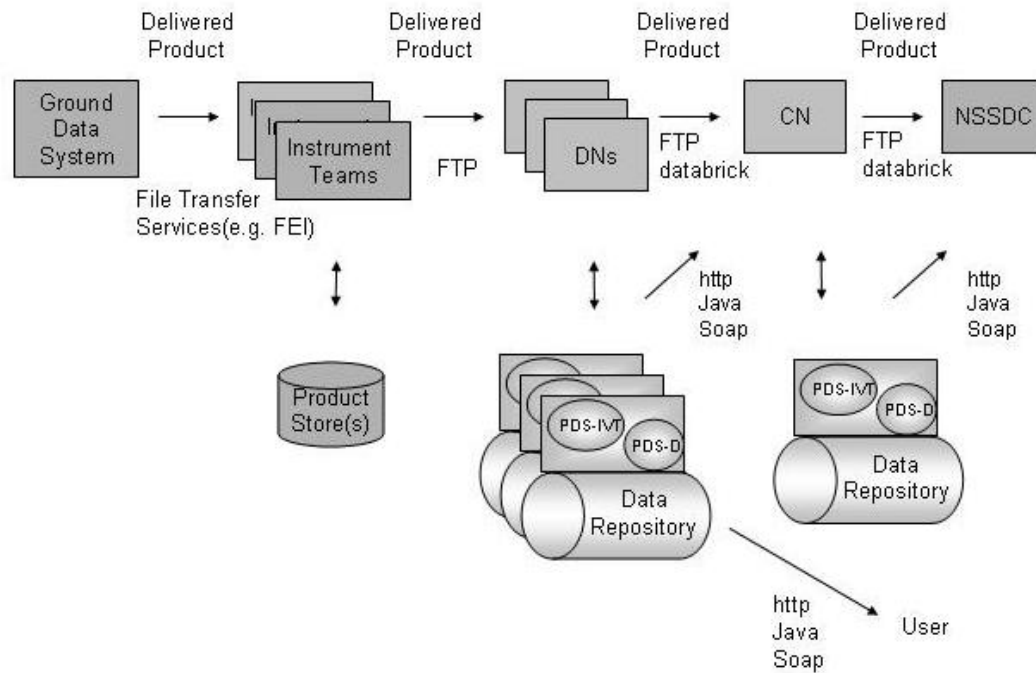 Delivered
Product
Delivered
Product
Delivered
Product
Delivered
Product
Ground
Data
System
Instrument
Teams
DNs
CN
NSSDC
File Transfer
Services(e.g. FEI)
FTP
FTP
databrick
FTP
databrick
http
Java
Soap
http
Java
Soap
Product
Store(s)
PDS-IVT
PDS-D
Data
Repository
PDS-IVT
PDS-D
Data
Repository
http
Java
Soap
User